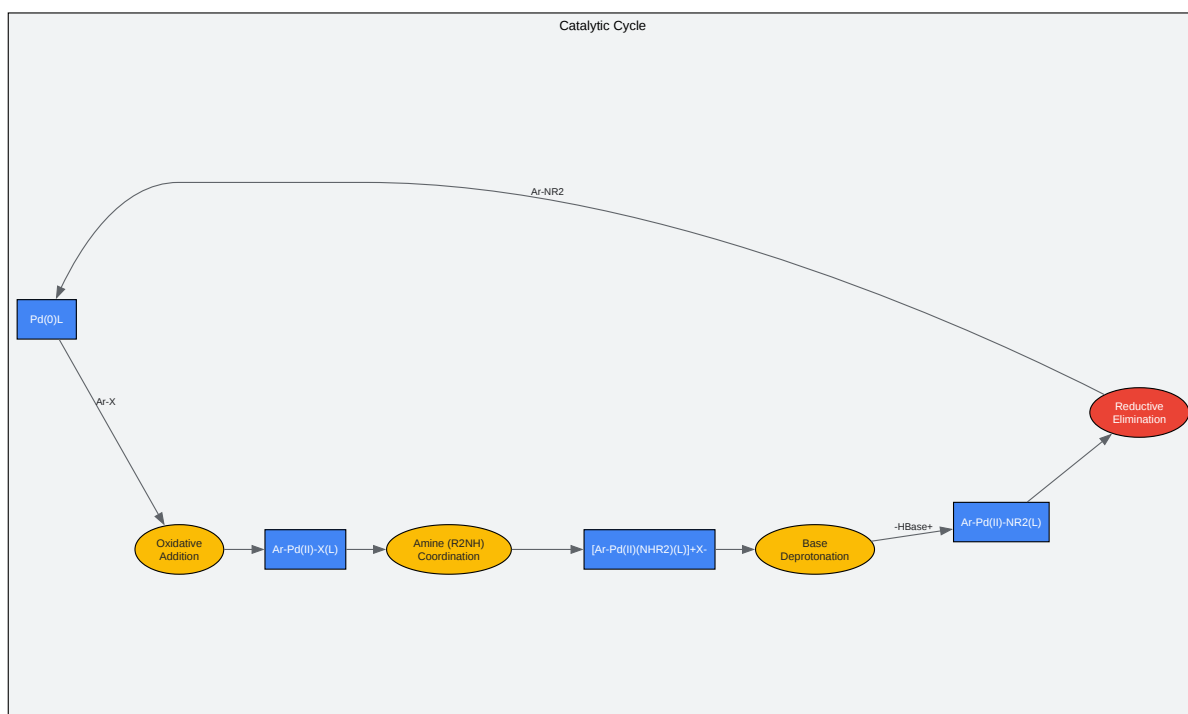 Catalytic Cycle
Ar-NR2
Pd(0)L
Ar-X
Reductive
Elimination
Ar-Pd(II)-NR2(L)
-HBase+
Oxidative
Addition
Ar-Pd(II)-X(L)
Amine (R2NH)
Coordination
[Ar-Pd(II)(NHR2)(L)]+X-
Base
Deprotonation